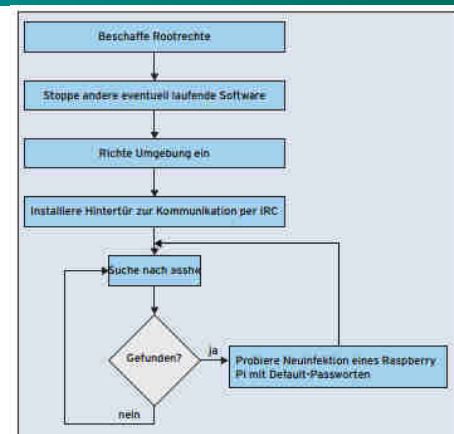 Beschaffe Rootrechte
Stoppe andere eventuell laufende Software
Richte Umgebung ein
Installiere Hintertür zur Kommunikation per IRC
Suche nach
Gefunden?
ja
Probiere Neuinfektion eines Raspberry
Pi mit Default-Passworten
nein